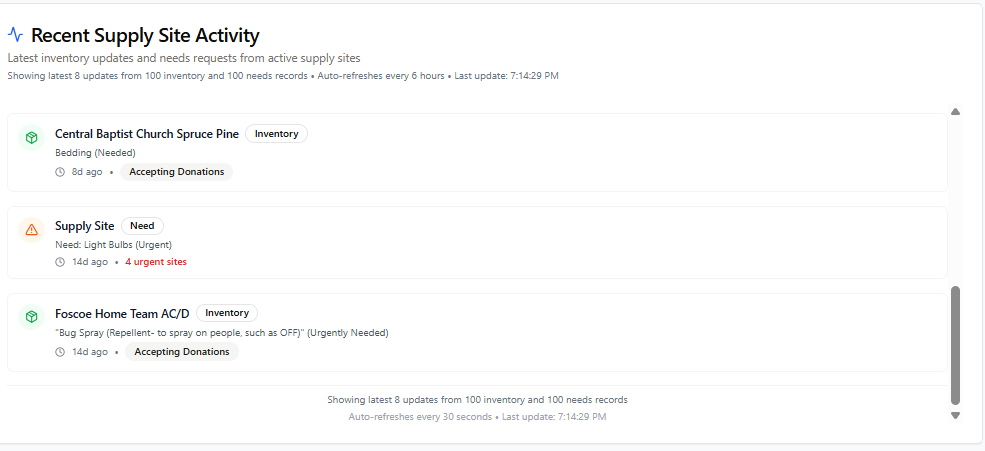 Recent Supply Site Activity
Latest inventory updates and needs requests from active supply sites
Showing latest 8 updates from 100 inventory and 100 needs records • Auto-refreshes every 6 hours • Last update: 7:14:29 PM
Central Baptist Church Spruce Pine Inventory
Bedding (Needed)
8d ago • Accepting Donations
Supply Site Need
Need: Light Bulbs (Urgent)
14d ago • 4 urgent sites
Foscoe Home Team AC/D Inventory
"Bug Spray (Repellent- to spray on people, such as OFF)" (Urgently Needed)
14d ago • Accepting Donations
Showing latest 8 updates from 100 inventory and 100 needs records
Auto-refreshes every 30 seconds • Last update: 7:14:29 PM